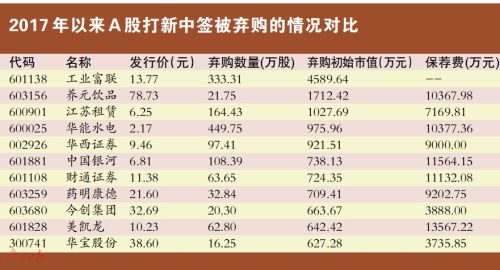 2017年以来A股打新中签被弃购的情况对比
代码 名称 发行价(元) 弃购数量(万股) 弃购初始市值(万元) 保荐费(万元)
601138 工业富联 13.77 333.31 4589.64 --
603156 养元饮品 78.73 21.75 1712.42 10367.98
600901 江苏租赁 6.25 164.43 1027.69 7169.81
600025 华能水电 2.17 449.75 975.96 10377.36
002926 华西证券 9.46 97.41 921.51 9000.00
601881 中国银河 6.81 108.39 738.13 11564.15
601108 财通证券 11.38 63.65 724.35 11132.08
603259 药明康德 21.60 32.84 709.41 9202.75
603680 今创集团 32.69 20.30 663.67 3888.00
601828 美凯龙 10.23 62.80 642.42 13567.22
300741 华宝股份 38.60 16.25 627.28 3735.85